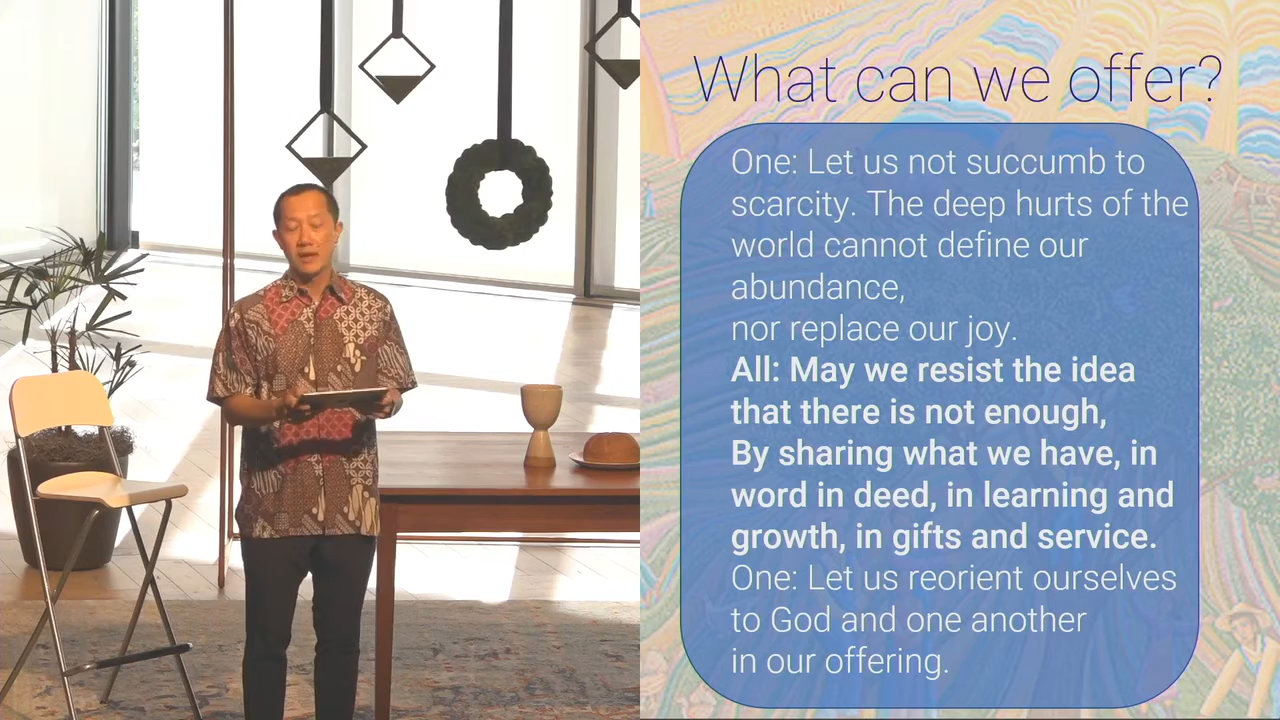 What can we offer?
One: Let us not succumb to
scarcity. The deep hurts of the
world cannot define our
abundance,
nor replace our joy.
All: May we resist the idea
that there is not enough,
By sharing what we have, in
word in deed, in learning and
growth, in gifts and service.
One: Let us reorient ourselves
to God and one another
in our offering.